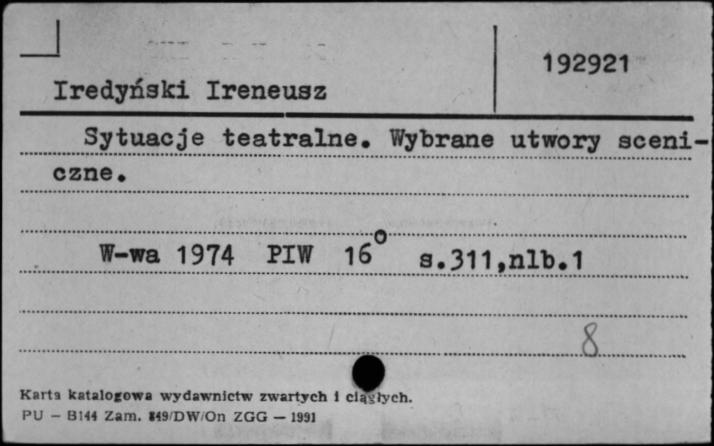 192921
Iredyński Ireneusz
Sytuacje teatralne. Wybrane utwory sceni-
czne.
W-wa 1974 PIW 16° s.311,nlb.1
8
Karta katalogowa wydawnictw zwartych i ciągłych.
PU — B144 Zam. 849/DW/On ZGG — 1991